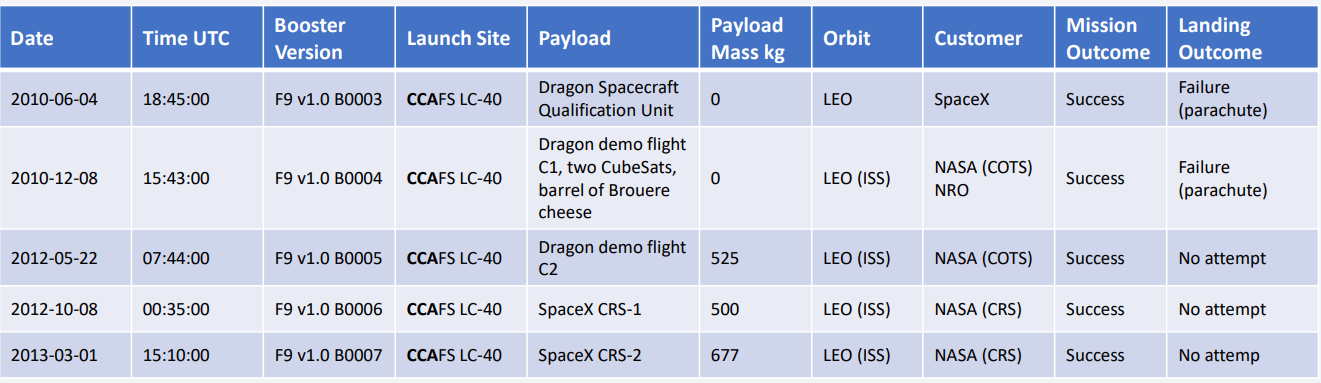 Date Time UTC Booster Version Launch Site Payload Payload Mass kg Orbit Customer Mission Outcome Landing Outcome
2010-06-04 18:45:00 F9 v1.0 B0003 CCAFS LC-40 Dragon Spacecraft Qualification Unit 0 LEO SpaceX Success Failure (parachute)
2010-12-08 15:43:00 F9 v1.0 B0004 CCAFS LC-40 Dragon demo flight C1, two CubeSats, barrel of Brouere cheese 0 LEO (ISS) NASA (COTS) NRO Success Failure (parachute)
2012-05-22 07:44:00 F9 v1.0 B0005 CCAFS LC-40 Dragon demo flight C2 525 LEO (ISS) NASA (COTS) Success No attempt
2012-10-08 00:35:00 F9 v1.0 B0006 CCAFS LC-40 SpaceX CRS-1 500 LEO (ISS) NASA (CRS) Success No attempt
2013-03-01 15:10:00 F9 v1.0 B0007 CCAFS LC-40 SpaceX CRS-2 677 LEO (ISS) NASA (CRS) Success No attemp